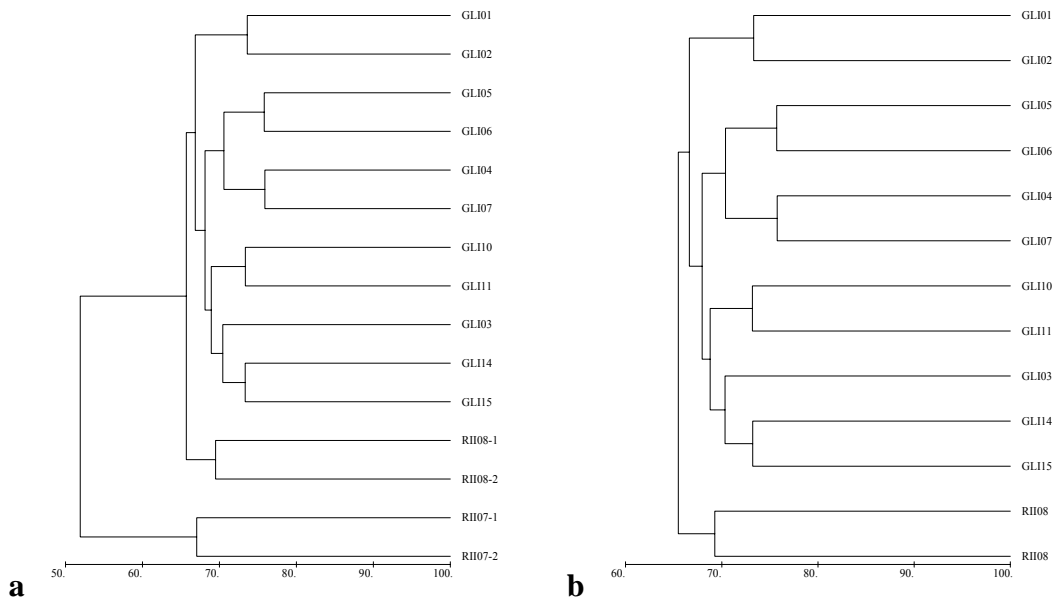 GLI01
GLI02
GLI05
GLI06
GLI04
GLI07
GLI10
GLI11
GLI03
GLI14
GLI15
RII08-1
RII08-2
RII07-1
RII07-2
50. 60. 70. 80. 90. 100.
a
GLI01
GLI02
GLI05
GLI06
GLI04
GLI07
GLI10
GLI11
GLI03
GLI14
GLI15
RII08
RII08
60. 70. 80. 90. 100.
b